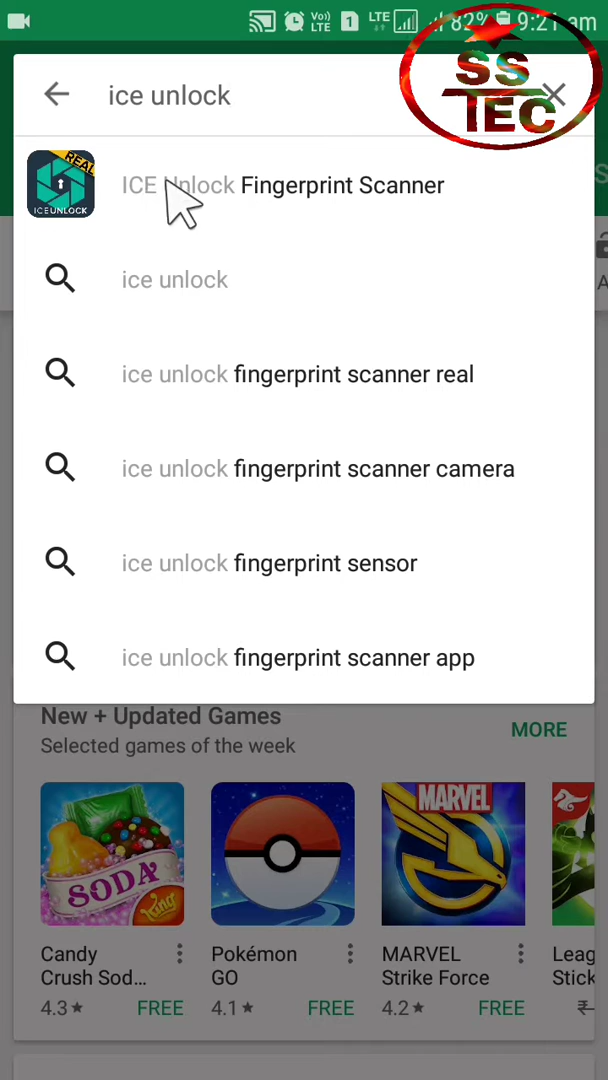 Vo))
LTE
1
LTE
82%
9:21 am
ice unlock
SS
TEC
REAL
ICEUNLOCK
ICE Unlock Fingerprint Scanner
ice unlock
ice unlock fingerprint scanner real
ice unlock fingerprint scanner camera
ice unlock fingerprint sensor
ice unlock fingerprint scanner app
New + Updated Games
MORE
Selected games of the week
SODA
King
MARVEL
Candy
Crush Sod...
4.3★
FREE
Pokémon
GO
4.1★
FREE
MARVEL
Strike Force
4.2★
FREE
Leag
Stick
₹